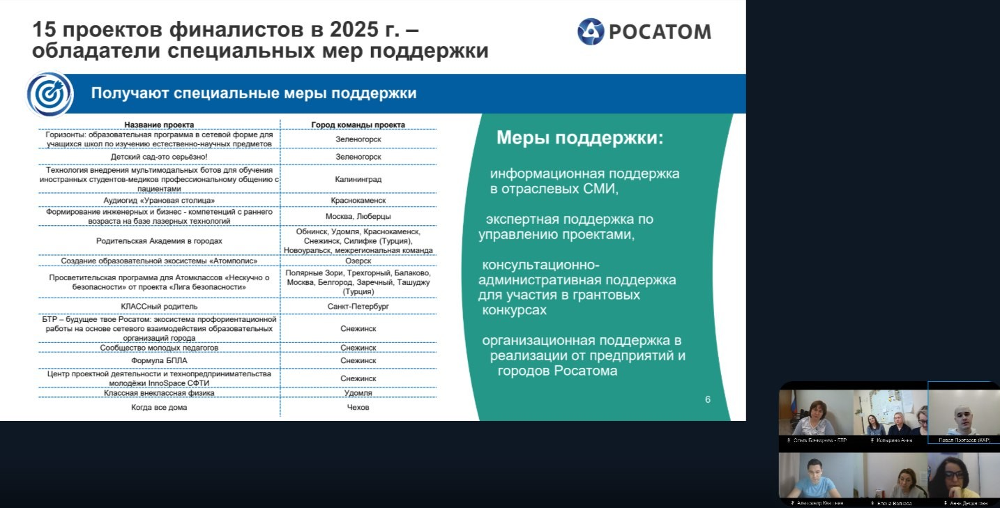 15 проектов финалистов в 2025 г. –
обладатели специальных мер поддержки
РОСАТОМ
Получают специальные меры поддержки
Название проекта
Город команды проекта
Горизонты: образовательная программа в сетевой форме для
учащихся школ по изучению естественно-научных предметов
Зеленогорск
Детский сад-это серьёзно!
Зеленогорск
Технология внедрения мультимодальных ботов для обучения
иностранных студентов-медиков профессиональному общению с
пациентами
Калининград
Аудиогид «Урановая столица»
Краснокаменск
Формирование инженерных и бизнес - компетенций с раннего
возраста на базе лазерных технологий
Москва, Люберцы
Родительская Академия в городах
Обнинск, Удомля, Краснокаменск,
Снежинск, Силифке (Турция),
Новоуральск, межрегиональная команда
Создание образовательной экосистемы «Атомполис»
Озерск
Просветительская программа для Атомклассов «Нескучно о
безопасности» от проекта «Лига безопасности»
Полярные Зори, Трехгорный, Балаково,
Москва, Белгород, Заречный, Ташуджу
(Турция)
КЛАССный родитель
Санкт-Петербург
БТР – будущее твое Росатом: экосистема профориентационной
работы на основе сетевого взаимодействия образовательных
организаций города
Снежинск
Сообщество молодых педагогов
Снежинск
Формула БПЛА
Снежинск
Центр проектной деятельности и технопредпринимательства
молодёжи InnoSpace СФТИ
Снежинск
Классная внеклассная физика
Удомля
Когда все дома
Чехов
Меры поддержки:
информационная поддержка
в отраслевых СМИ,
экспертная поддержка по
управлению проектами,
консультационно-
административная поддержка
для участия в грантовых
конкурсах
организационная поддержка в
реализации от предприятий и
городов Росатома
6
Ольга Бочкарева - БТР
Копырина Анна
Павел Протасов (КАР)
Александр Квашнин
Елена Волкова
Анна Десятова